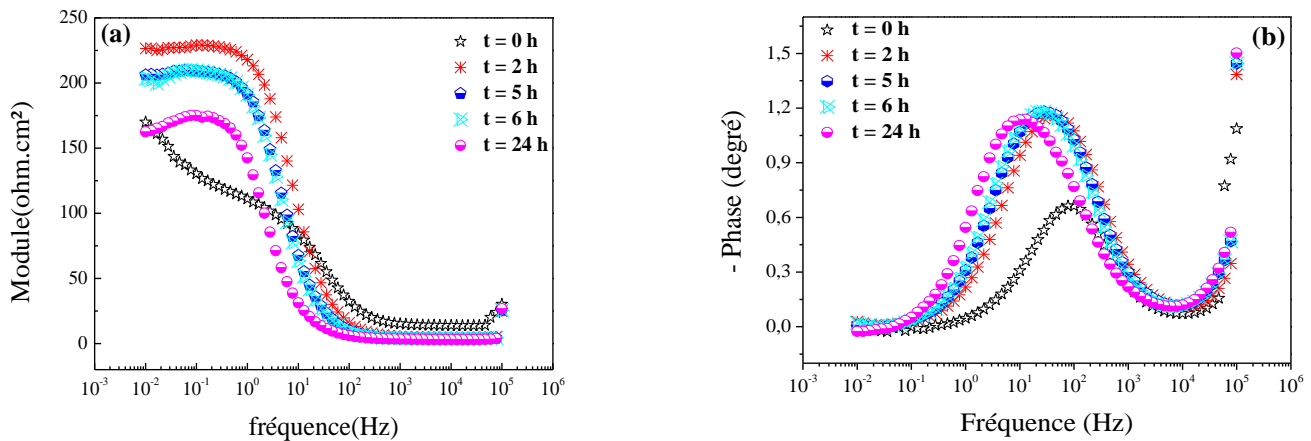 (a)
t = 0 h
t = 2 h
t = 5 h
t = 6 h
t = 24 h
250
200
150
100
50
0
Module(ohm.cm²)
10⁻³ 10⁻² 10⁻¹ 10⁰ 10¹ 10² 10³ 10⁴ 10⁵ 10⁶
fréquence(Hz)
(b)
t = 0 h
t = 2 h
t = 5 h
t = 6 h
t = 24 h
1,5
1,2
0,9
0,6
0,3
0,0
- Phase (degré)
10⁻³ 10⁻² 10⁻¹ 10⁰ 10¹ 10² 10³ 10⁴ 10⁵ 10⁶
Fréquence (Hz)